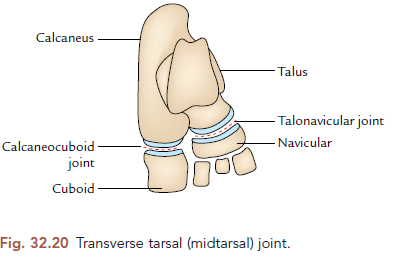 Calcaneus
Talus
Talonavicular joint
Calcaneocuboid
joint
Navicular
Cuboid
Fig. 32.20 Transverse tarsal (midtarsal) joint.